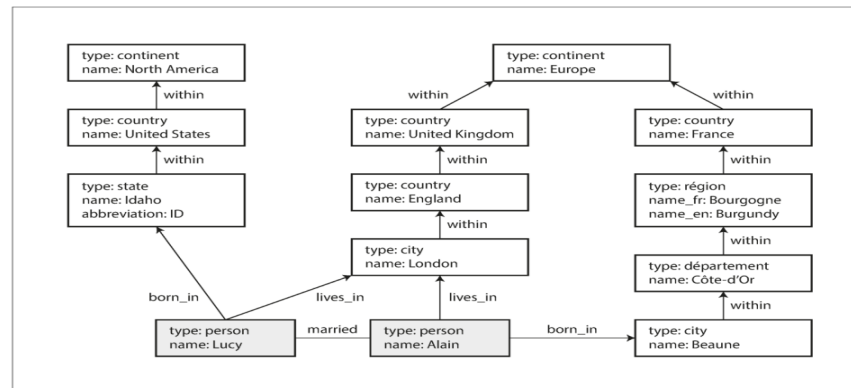 type: continent
name: North America
type: continent
name: Europe
within
within
within
type: country
name: United States
type: country
name: United Kingdom
type: country
name: France
within
within
within
type: state
name: Idaho
abbreviation: ID
type: country
name: England
type: région
name_fr: Bourgogne
name_en: Burgundy
within
within
type: city
name: London
type: département
name: Côte-d'Or
born_in
lives_in
lives_in
within
type: person
name: Lucy
married
type: person
name: Alain
born_in
type: city
name: Beaune